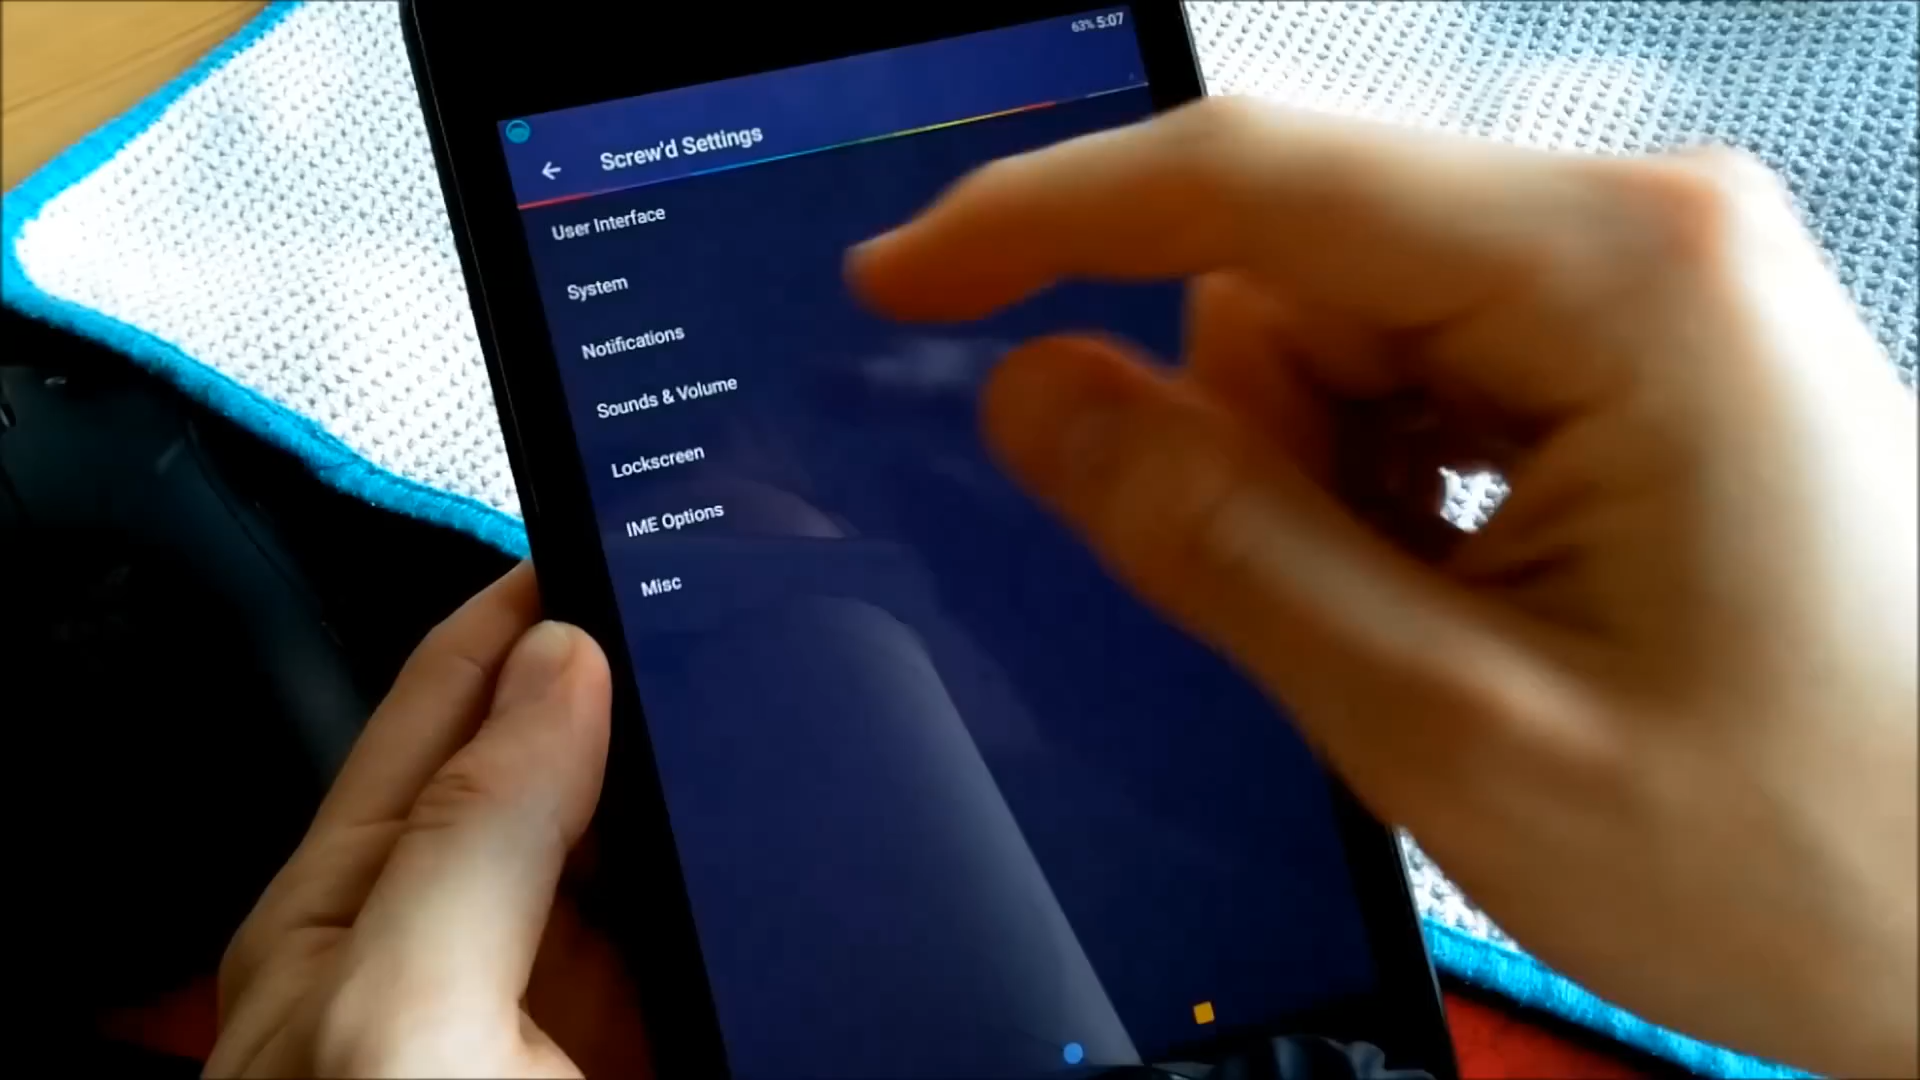 63% 5:07
Screw'd Settings
User Interface
System
Notifications
Sounds & Volume
Lockscreen
IME Options
Misc